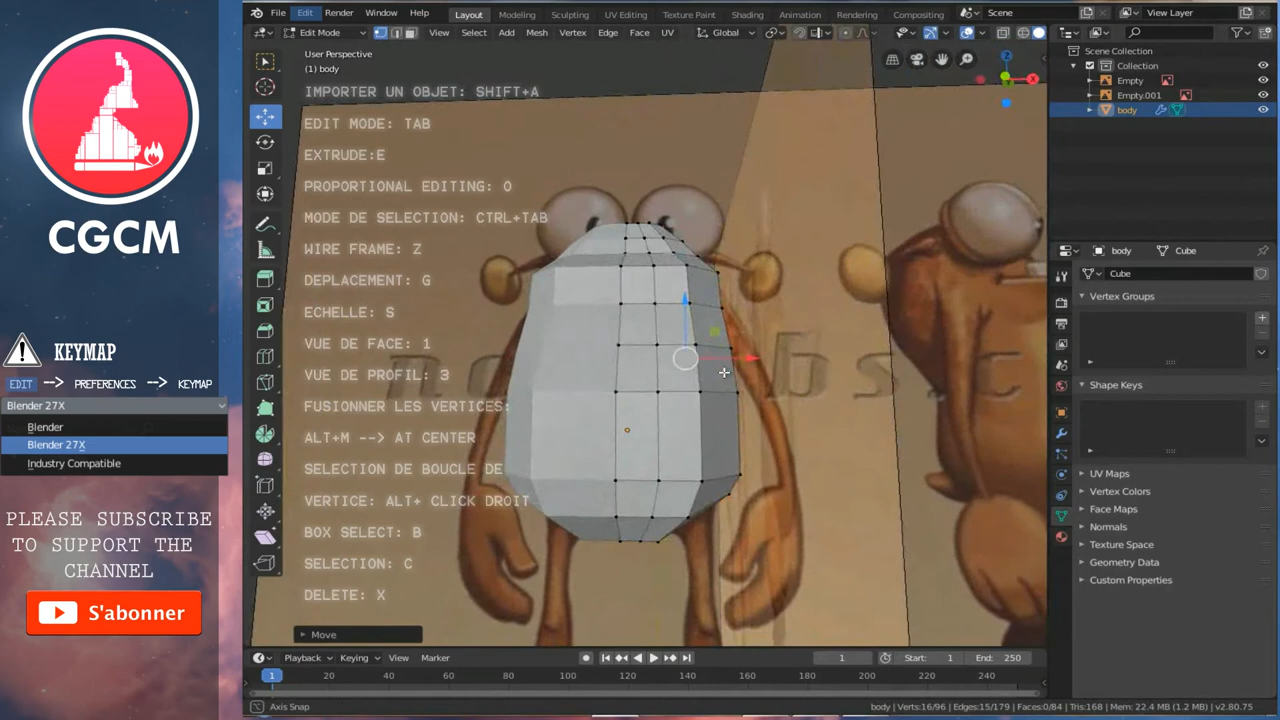 CGCM
KEYMAP
EDIT --> PREFERENCES --> KEYMAP
Blender 27X
Blender
Blender 27X
Industry Compatible
PLEASE SUBSCRIBE
TO SUPPORT THE
CHANNEL
S'abonner
File Edit Render Window Help Layout Modeling Sculpting UV Editing Texture Paint Shading Animation Rendering Compositing Scene View Layer
Edit Mode View Select Add Mesh Vertex Edge Face UV Global
User Perspective
(1) body
IMPORTER UN OBJET: SHIFT+A
EDIT MODE: TAB
EXTRUDE:E
PROPORTIONAL EDITING: O
MODE DE SELECTION: CTRL+TAB
WIRE FRAME: Z
DEPLACEMENT: G
ECHELLE: S
VUE DE FACE: 1
VUE DE PROFIL: 3
FUSIONNER LES VERTICES:
ALT+M --> AT CENTER
SELECTION DE BOUCLE DE
VERTICE: ALT+ CLICK DROIT
BOX SELECT: B
SELECTION: C
DELETE: X
Move
Z
X
Scene Collection
Collection
Empty
Empty.001
body
body Cube
Cube
Vertex Groups
Shape Keys
UV Maps
Vertex Colors
Face Maps
Normals
Texture Space
Geometry Data
Custom Properties
Playback Keying View Marker 1 Start: 1 End: 250
1 20 40 60 80 100 120 140 160 180 200 220 240
Axis Snap
body | Verts:16/96 | Edges:15/179 | Faces:0/84 | Tris:168 | Mem: 22.4 MB (1.2 MB) | v2.80.75